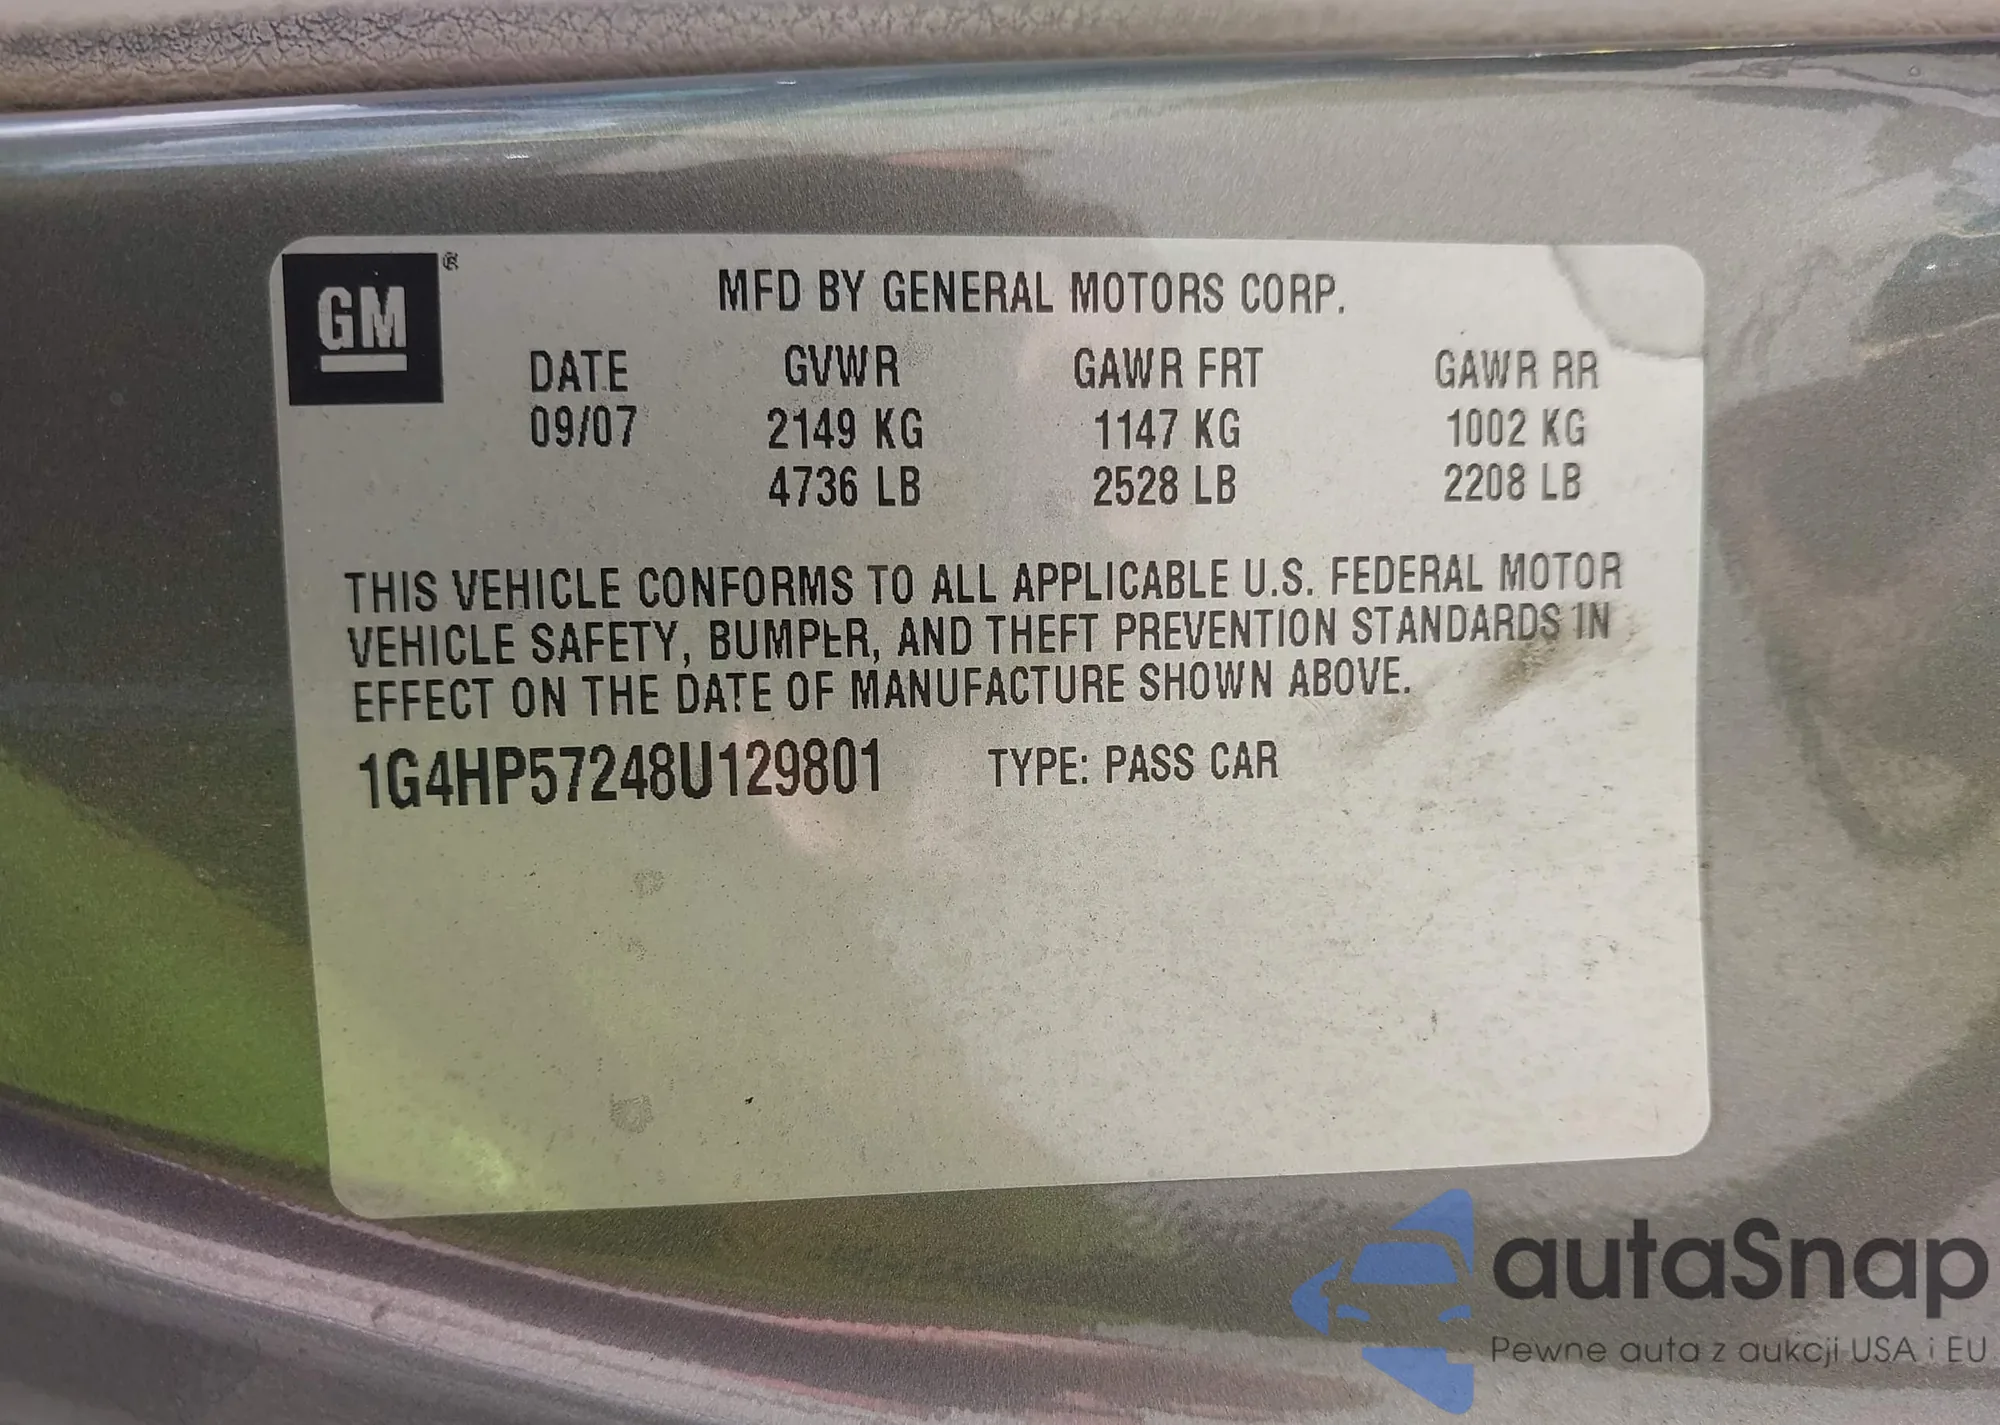 GM ®
MFD BY GENERAL MOTORS CORP.
DATE GVWR GAWR FRT GAWR RR
09/07 2149 KG 1147 KG 1002 KG
4736 LB 2528 LB 2208 LB
THIS VEHICLE CONFORMS TO ALL APPLICABLE U.S. FEDERAL MOTOR
VEHICLE SAFETY, BUMPER, AND THEFT PREVENTION STANDARDS IN
EFFECT ON THE DATE OF MANUFACTURE SHOWN ABOVE.
1G4HP57248U129801 TYPE: PASS CAR
autaSnap
Pewne auta z aukcji USA i EU